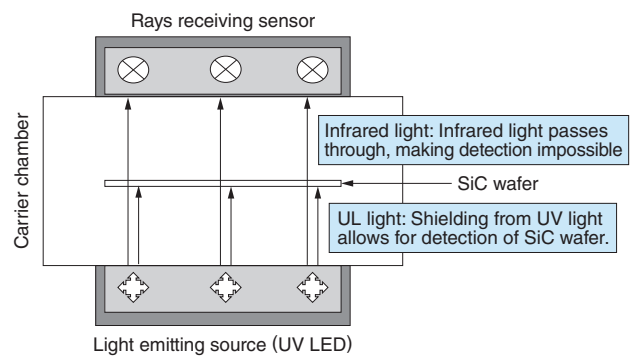 Rays receiving sensor
Carrier chamber
Infrared light: Infrared light passes
through, making detection impossible
SiC wafer
UL light: Shielding from UV light
allows for detection of SiC wafer.
Light emitting source (UV LED)